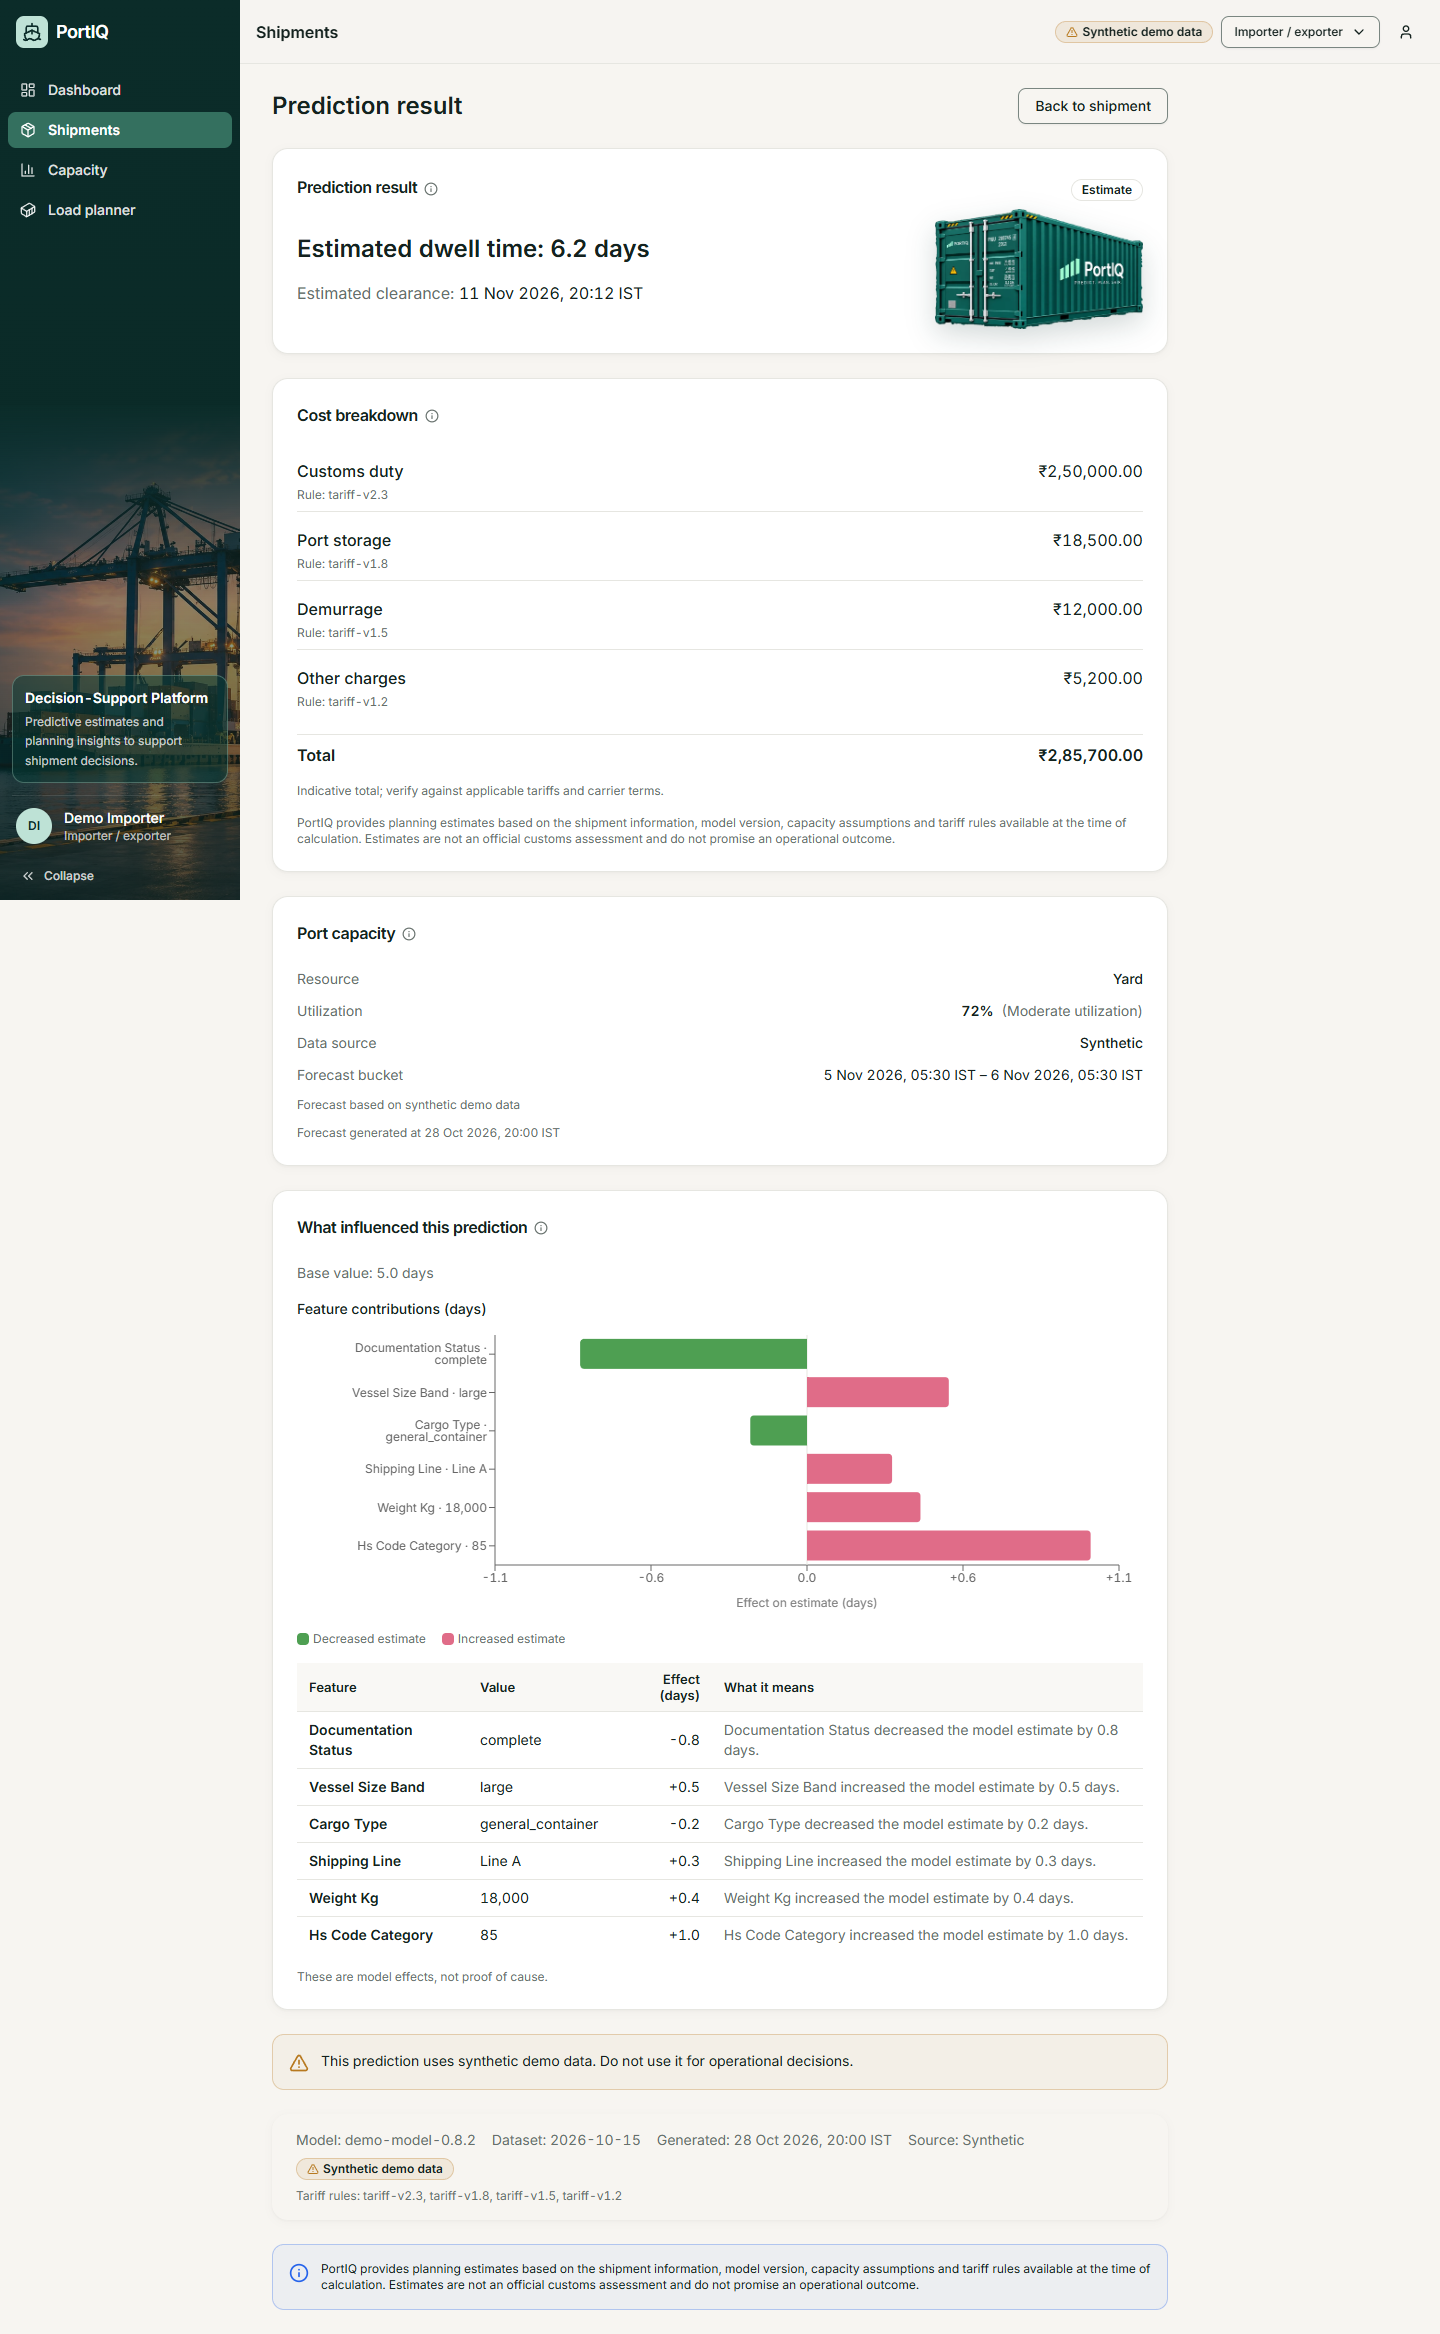 PortIQ
Shipments
Synthetic demo data
Importer / exporter
Dashboard
Shipments
Capacity
Load planner
Decision-Support Platform
Predictive estimates and
planning insights to support
shipment decisions.
DI
Demo Importer
Importer / exporter
Collapse
Prediction result
Back to shipment
Prediction result
Estimate
Estimated dwell time: 6.2 days
Estimated clearance: 11 Nov 2026, 20:12 IST
PortIQ
Cost breakdown
Customs duty ₹2,50,000.00
Rule: tariff-v2.3
Port storage ₹18,500.00
Rule: tariff-v1.8
Demurrage ₹12,000.00
Rule: tariff-v1.5
Other charges ₹5,200.00
Rule: tariff-v1.2
Total ₹2,85,700.00
Indicative total; verify against applicable tariffs and carrier terms.
PortIQ provides planning estimates based on the shipment information, model version, capacity assumptions and tariff rules available at the time of
calculation. Estimates are not an official customs assessment and do not promise an operational outcome.
Port capacity
Resource Yard
Utilization 72% (Moderate utilization)
Data source Synthetic
Forecast bucket 5 Nov 2026, 05:30 IST – 6 Nov 2026, 05:30 IST
Forecast based on synthetic demo data
Forecast generated at 28 Oct 2026, 20:00 IST
What influenced this prediction
Base value: 5.0 days
Feature contributions (days)
Documentation Status ·
complete
Vessel Size Band · large
Cargo Type ·
general_container
Shipping Line · Line A
Weight Kg · 18,000
Hs Code Category · 85
-1.1 -0.6 0.0 +0.6 +1.1
Effect on estimate (days)
Decreased estimate Increased estimate
Feature Value Effect (days) What it means
Documentation Status complete -0.8 Documentation Status decreased the model estimate by 0.8 days.
Vessel Size Band large +0.5 Vessel Size Band increased the model estimate by 0.5 days.
Cargo Type general_container -0.2 Cargo Type decreased the model estimate by 0.2 days.
Shipping Line Line A +0.3 Shipping Line increased the model estimate by 0.3 days.
Weight Kg 18,000 +0.4 Weight Kg increased the model estimate by 0.4 days.
Hs Code Category 85 +1.0 Hs Code Category increased the model estimate by 1.0 days.
These are model effects, not proof of cause.
This prediction uses synthetic demo data. Do not use it for operational decisions.
Model: demo-model-0.8.2 Dataset: 2026-10-15 Generated: 28 Oct 2026, 20:00 IST Source: Synthetic
Synthetic demo data
Tariff rules: tariff-v2.3, tariff-v1.8, tariff-v1.5, tariff-v1.2
PortIQ provides planning estimates based on the shipment information, model version, capacity assumptions and tariff rules available at the time of
calculation. Estimates are not an official customs assessment and do not promise an operational outcome.